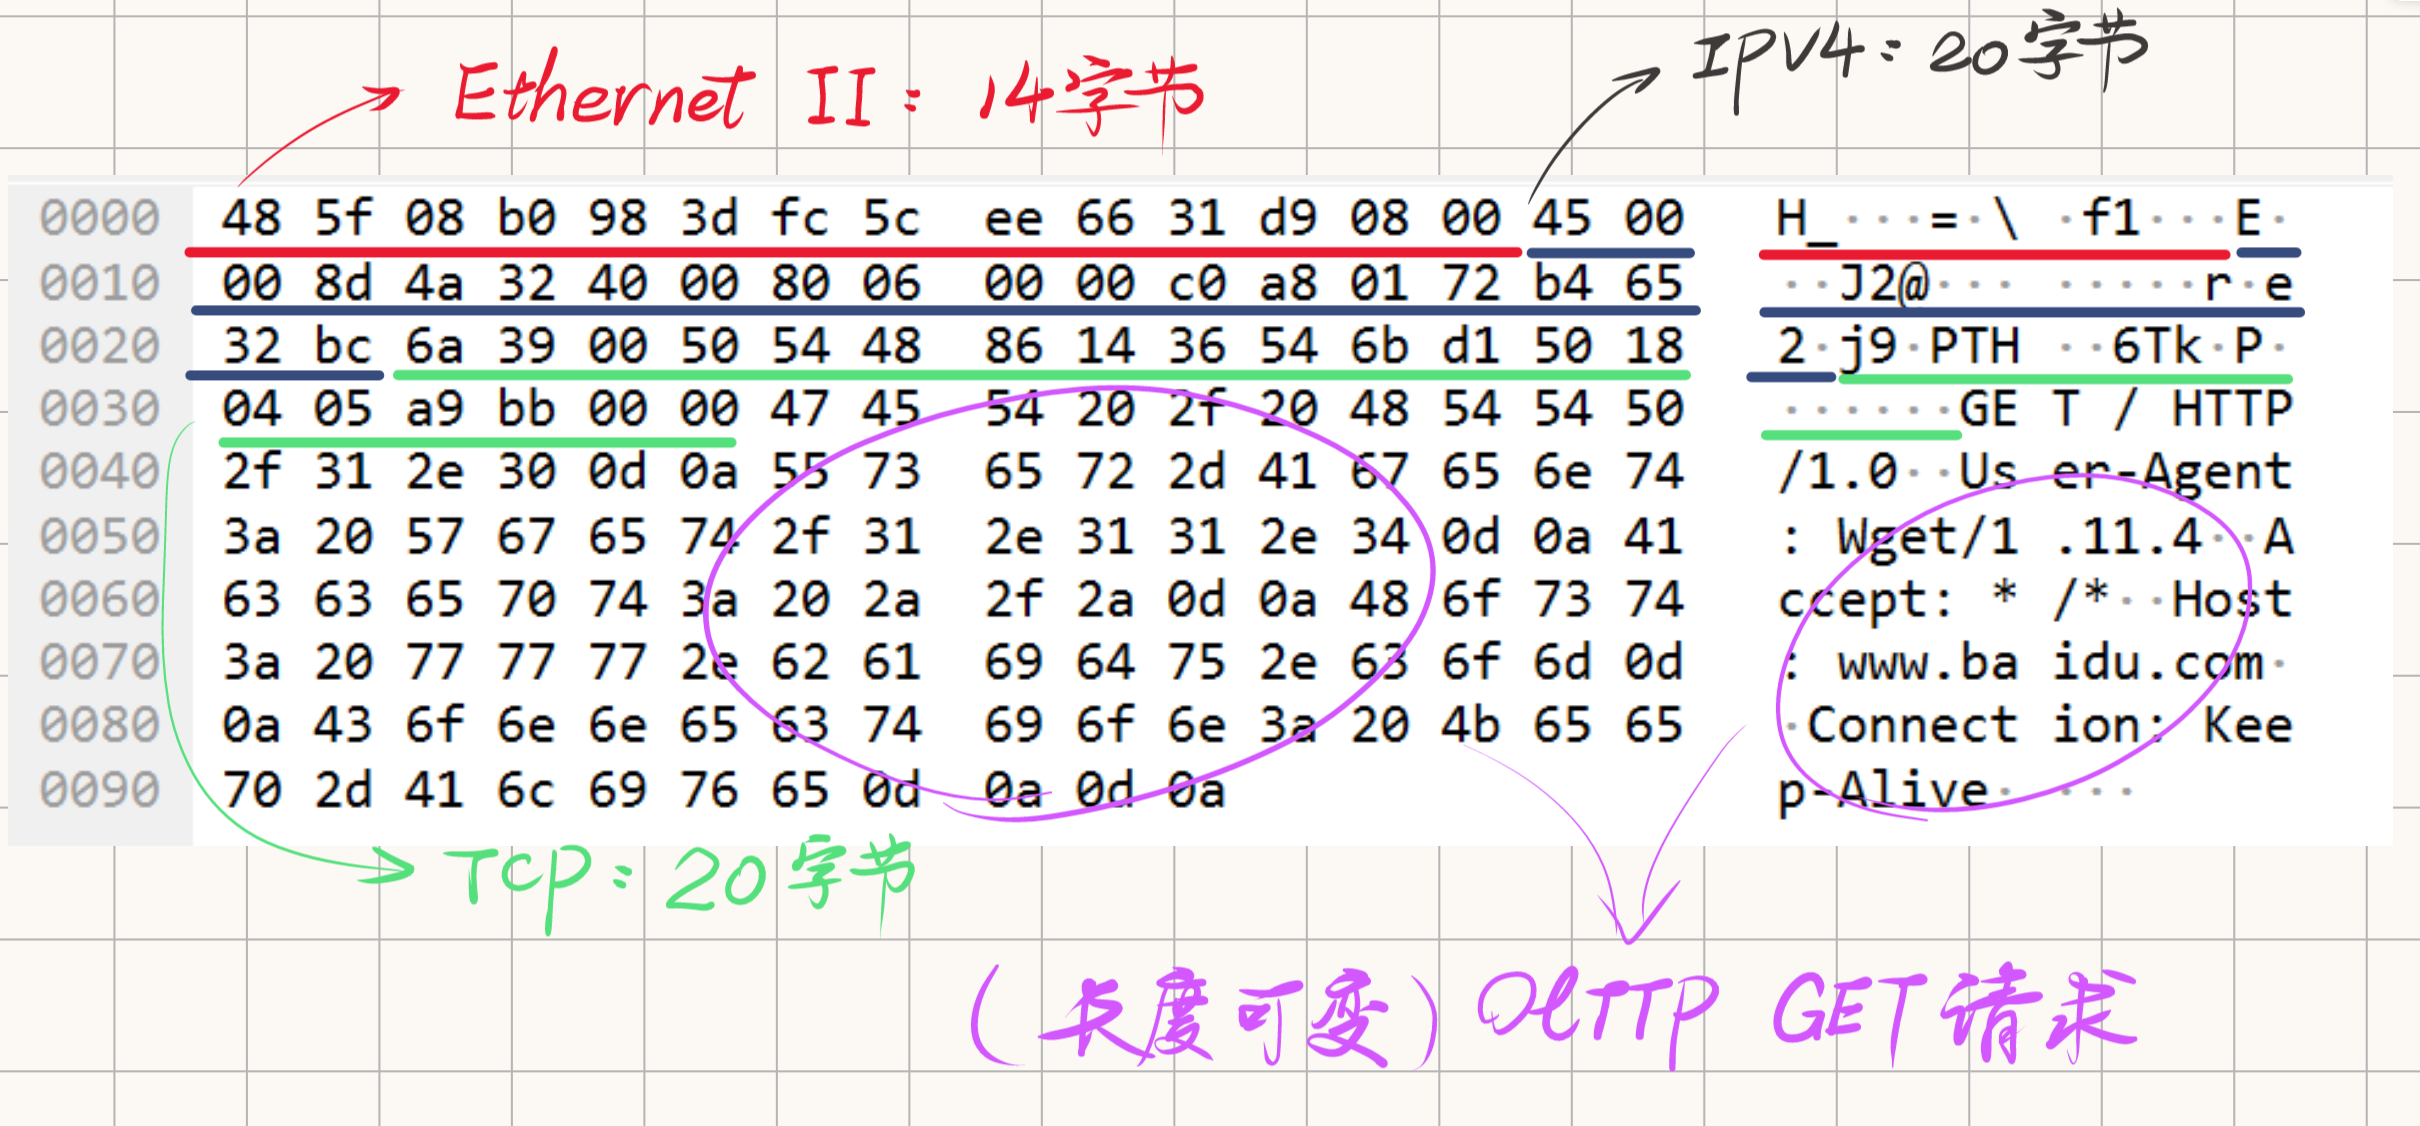 Ethernet II: 14字节
IPV4: 20字节
0000 48 5f 08 b0 98 3d fc 5c ee 66 31 d9 08 00 45 00 H_···=·\ ·f1···E·
0010 00 8d 4a 32 40 00 80 06 00 00 c0 a8 01 72 b4 65 ··J2@··· ·····r·e
0020 32 bc 6a 39 00 50 54 48 86 14 36 54 6b d1 50 18 2·j9·PTH ··6Tk·P·
0030 04 05 a9 bb 00 00 47 45 54 20 2f 20 48 54 54 50 ······GE T / HTTP
0040 2f 31 2e 30 0d 0a 55 73 65 72 2d 41 67 65 6e 74 /1.0··Us er-Agent
0050 3a 20 57 67 65 74 2f 31 2e 31 31 2e 34 0d 0a 41 : Wget/1 .11.4··A
0060 63 63 65 70 74 3a 20 2a 2f 2a 0d 0a 48 6f 73 74 ccept: * /*··Host
0070 3a 20 77 77 77 2e 62 61 69 64 75 2e 63 6f 6d 0d : www.ba idu.com·
0080 0a 43 6f 6e 6e 65 63 74 69 6f 6e 3a 20 4b 65 65 ·Connect ion: Kee
0090 70 2d 41 6c 69 76 65 0d 0a 0d 0a p-Alive· ···
TCP: 20字节
(长度可变) HTTP GET请求